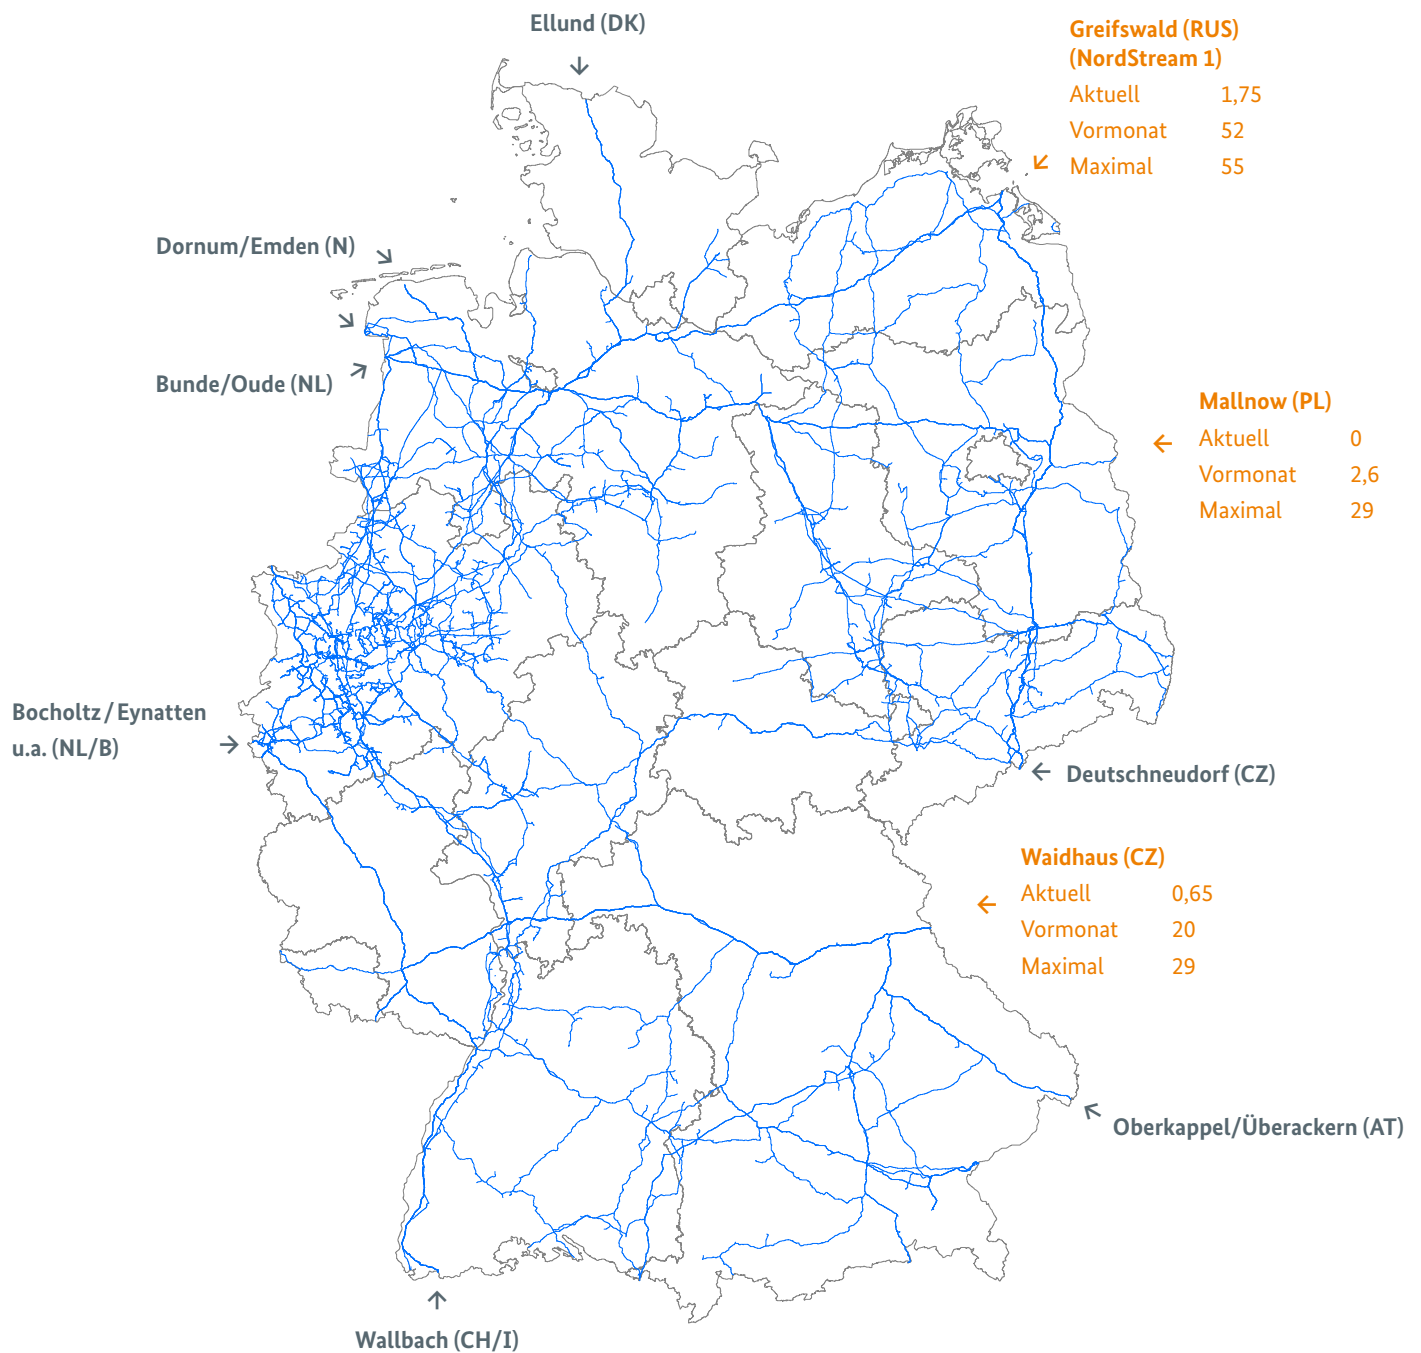 Ellund (DK)
Greifswald (RUS)
(NordStream 1)
Aktuell 1,75
Vormonat 52
Maximal 55
Dornum/Emden (N)
Bunde/Oude (NL)
Mallnow (PL)
Aktuell 0
Vormonat 2,6
Maximal 29
Bocholtz / Eynatten
u.a. (NL/B)
Deutschneudorf (CZ)
Waidhaus (CZ)
Aktuell 0,65
Vormonat 20
Maximal 29
Oberkappel/Überackern (AT)
Wallbach (CH/I)